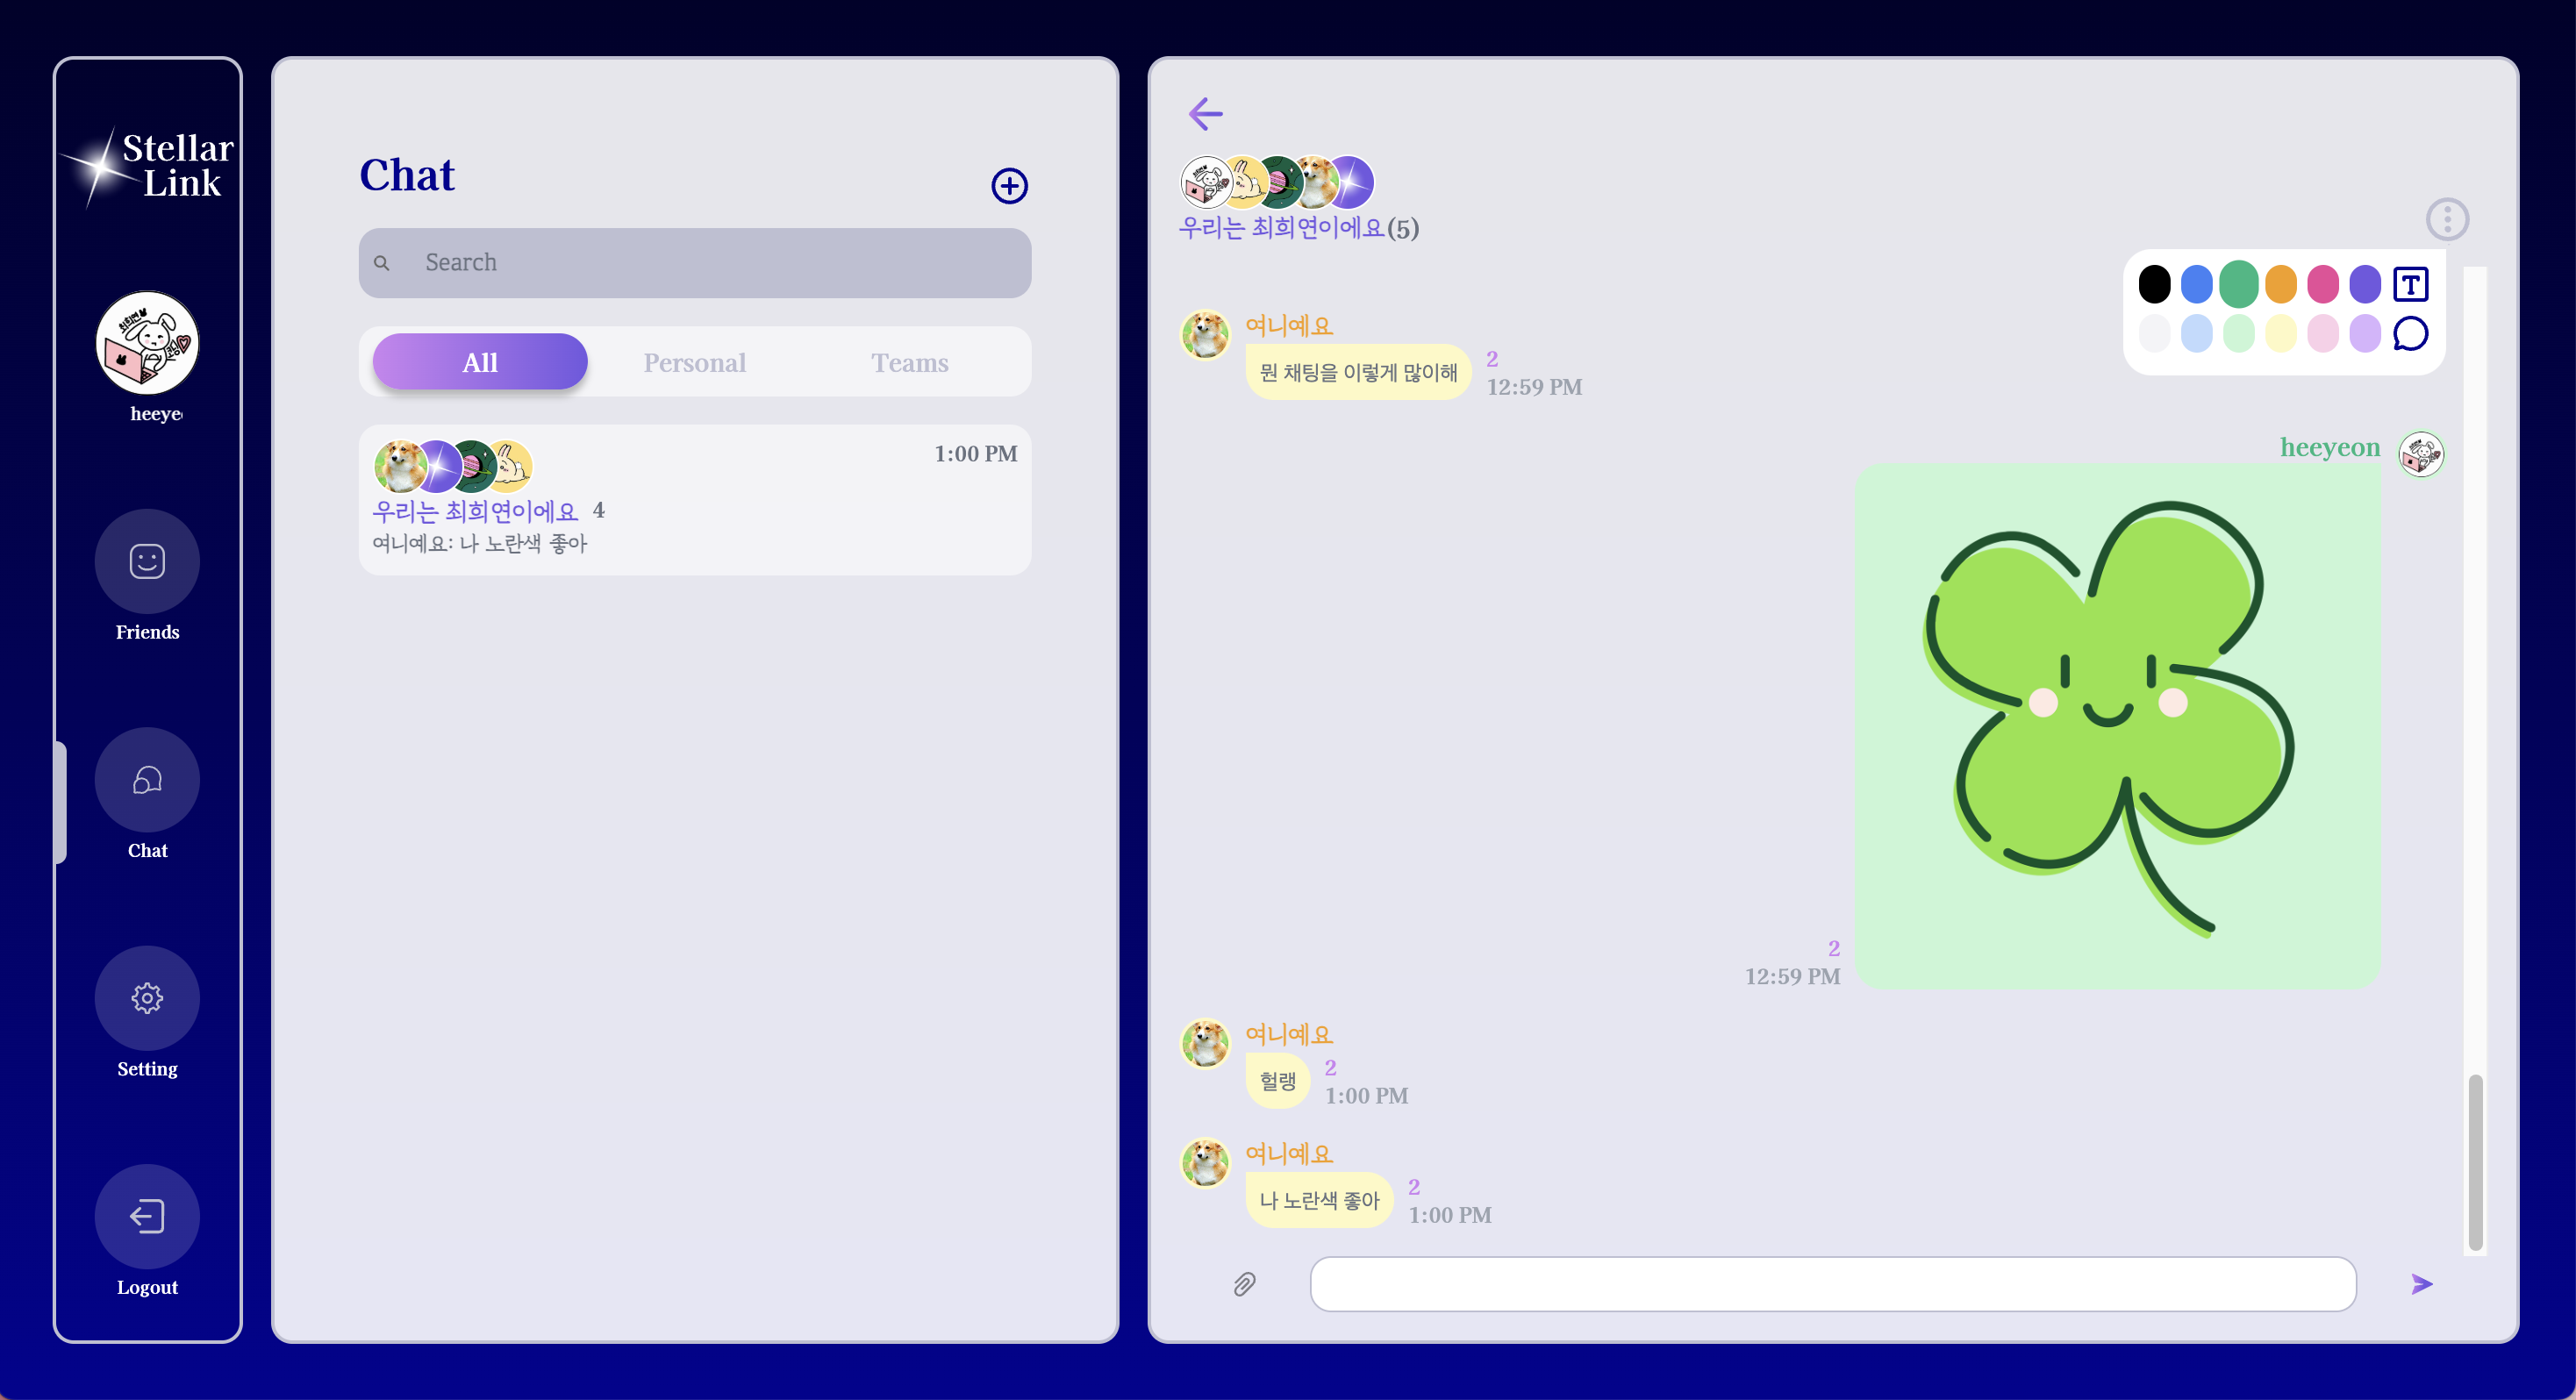 Stellar
Link
최희연
heeye
Friends
Chat
Setting
Logout
Chat
Search
All
Personal
Teams
1:00 PM
우리는 최희연이에요 4
여니예요: 나 노란색 좋아
우리는 최희연이에요(5)
T
여니예요
뭔 채팅을 이렇게 많이해
2
12:59 PM
heeyeon
2
12:59 PM
여니예요
헐랭
2
1:00 PM
여니예요
나 노란색 좋아
2
1:00 PM